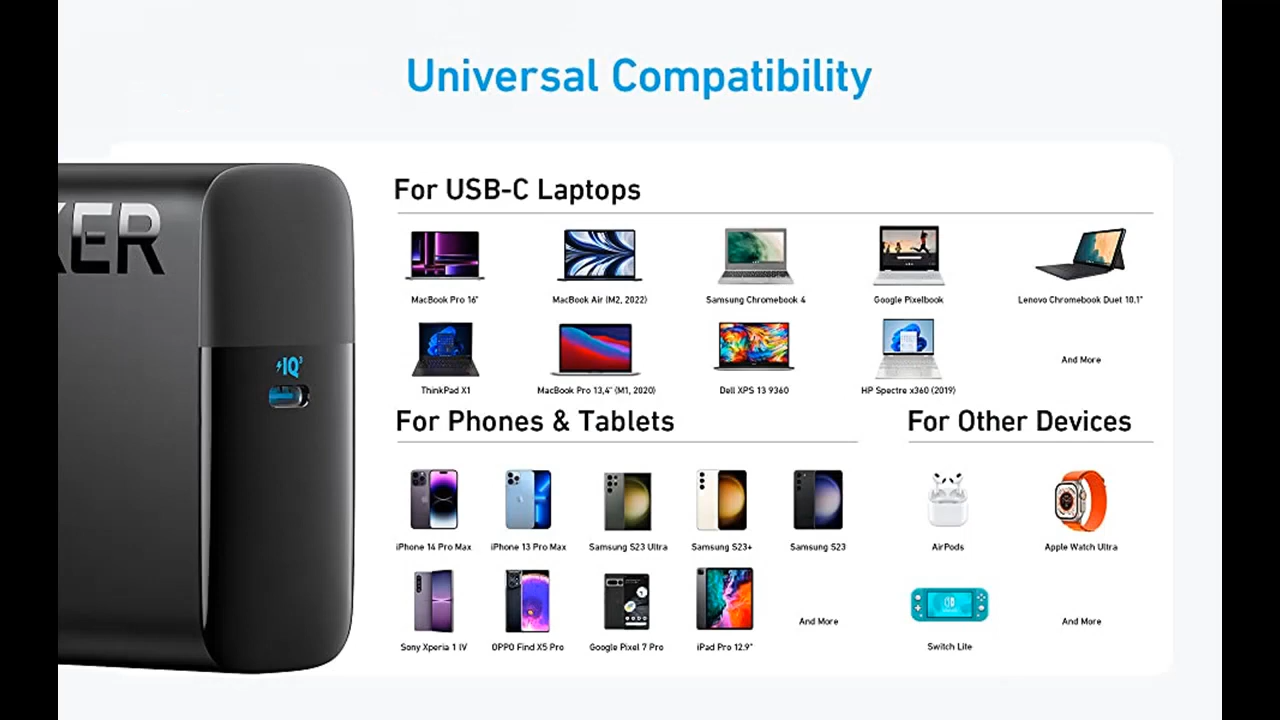 Universal Compatibility
KER
IQ³
For USB-C Laptops
MacBook Pro 16"
MacBook Air (M2, 2022)
Samsung Chromebook 4
Google Pixelbook
Lenovo Chromebook Duet 10.1"
ThinkPad X1
MacBook Pro 13,4" (M1, 2020)
Dell XPS 13 9360
HP Spectre x360 (2019)
And More
For Phones & Tablets
iPhone 14 Pro Max
iPhone 13 Pro Max
Samsung S23 Ultra
Samsung S23+
Samsung S23
Sony Xperia 1 IV
OPPO Find X5 Pro
Google Pixel 7 Pro
iPad Pro 12.9"
And More
For Other Devices
AirPods
Apple Watch Ultra
Switch Lite
And More